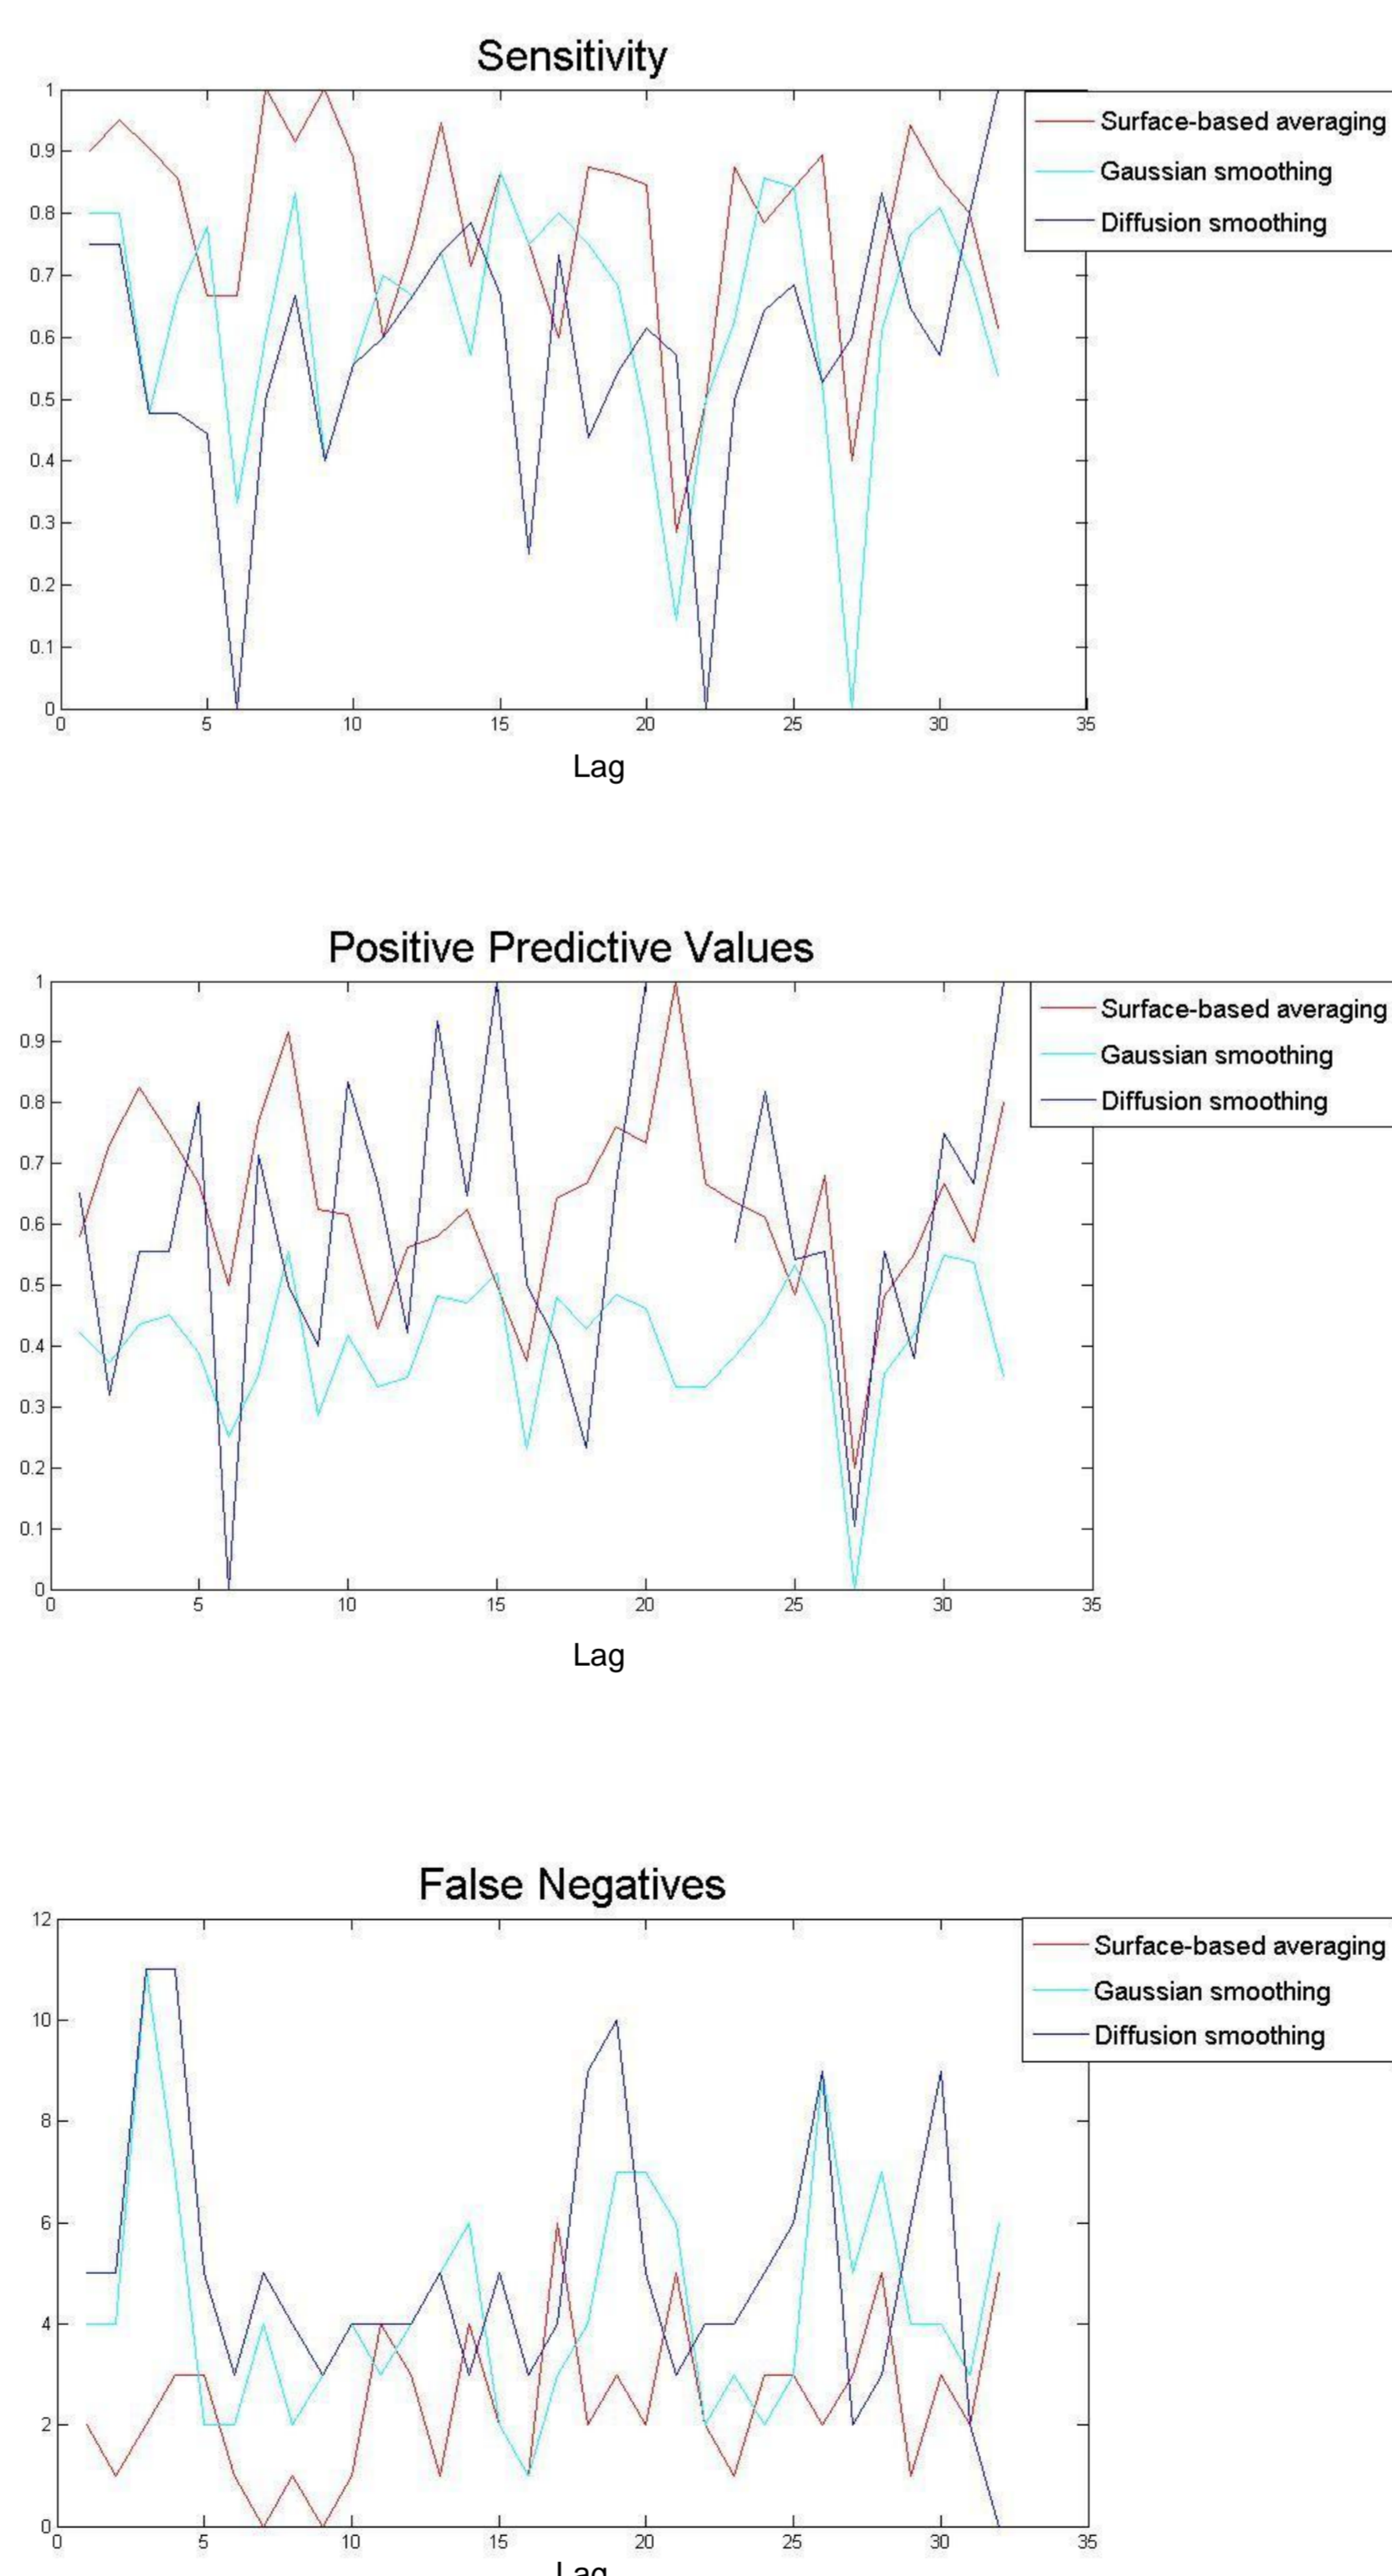 Sensitivity
1
0.9
0.8
0.7
0.6
0.5
0.4
0.3
0.2
0.1
0
0 5 10 15 20 25 30 35
Lag
Surface-based averaging
Gaussian smoothing
Diffusion smoothing
Positive Predictive Values
1
0.9
0.8
0.7
0.6
0.5
0.4
0.3
0.2
0.1
0
0 5 10 15 20 25 30 35
Lag
Surface-based averaging
Gaussian smoothing
Diffusion smoothing
False Negatives
12
10
8
6
4
2
0
0 5 10 15 20 25 30 35
Lag
Surface-based averaging
Gaussian smoothing
Diffusion smoothing